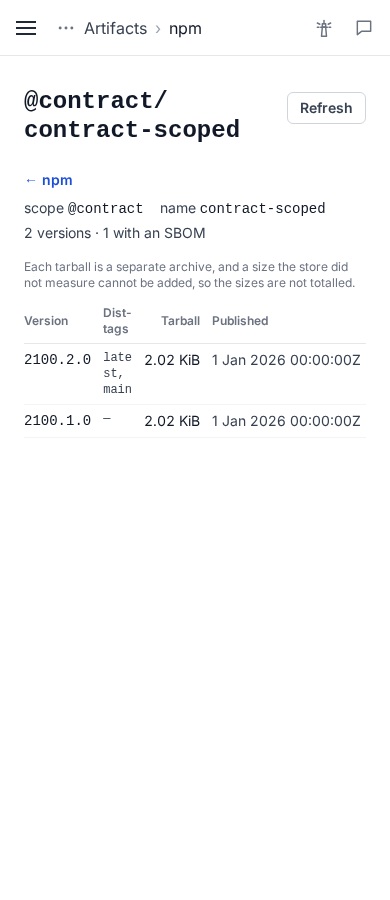 Artifacts › npm
@contract/
contract-scoped
Refresh
← npm
scope @contract name contract-scoped
2 versions · 1 with an SBOM
Each tarball is a separate archive, and a size the store did
not measure cannot be added, so the sizes are not totalled.
Version Dist-tags Tarball Published
2100.2.0 latest, main 2.02 KiB 1 Jan 2026 00:00:00Z
2100.1.0 — 2.02 KiB 1 Jan 2026 00:00:00Z